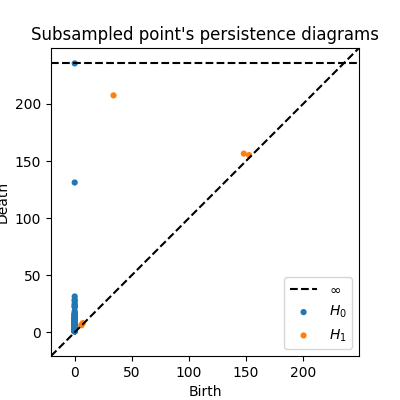 Subsampled point's persistence diagrams
200
150
100
50
0
Death
0 50 100 150 200
Birth
∞
H₀
H₁